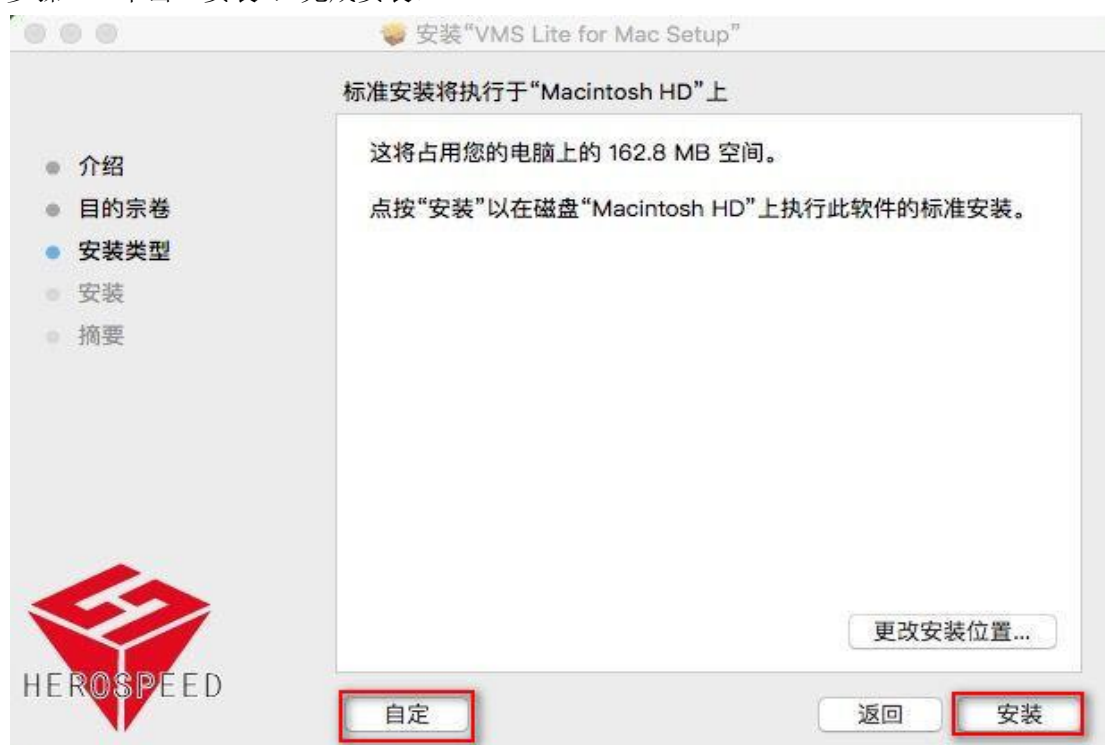 安装“VMS Lite for Mac Setup”
标准安装将执行于“Macintosh HD”上
介绍
目的宗卷
安装类型
安装
摘要
这将占用您的电脑上的 162.8 MB 空间。
点按“安装”以在磁盘“Macintosh HD”上执行此软件的标准安装。
更改安装位置...
HEROSPEED
自定
返回
安装